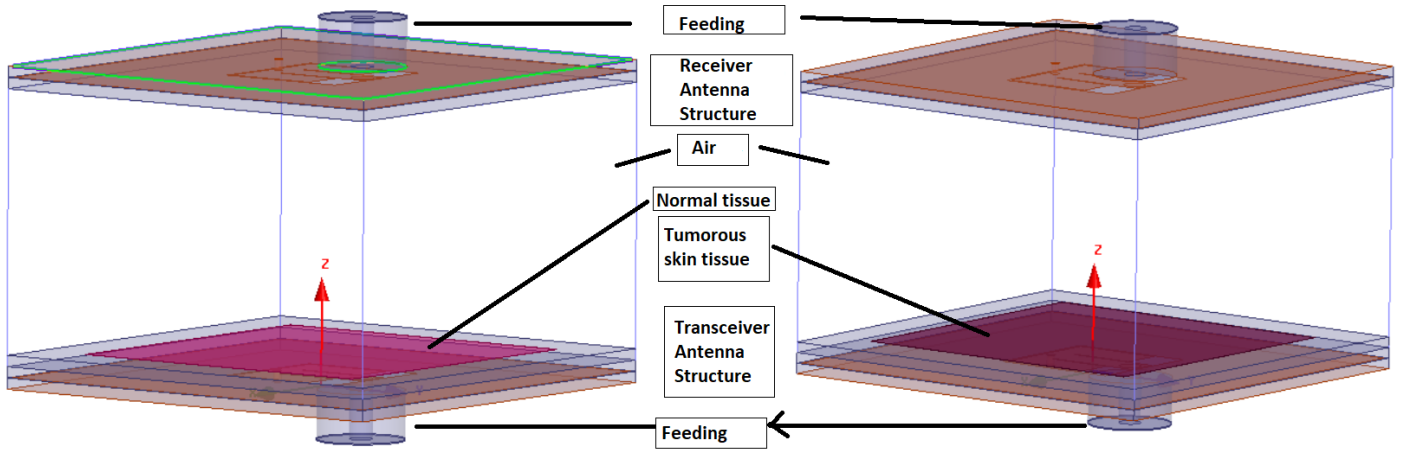 Feeding
Receiver
Antenna
Structure
Air
Normal tissue
Tumorous
skin tissue
Z
Z
Transceiver
Antenna
Structure
Feeding